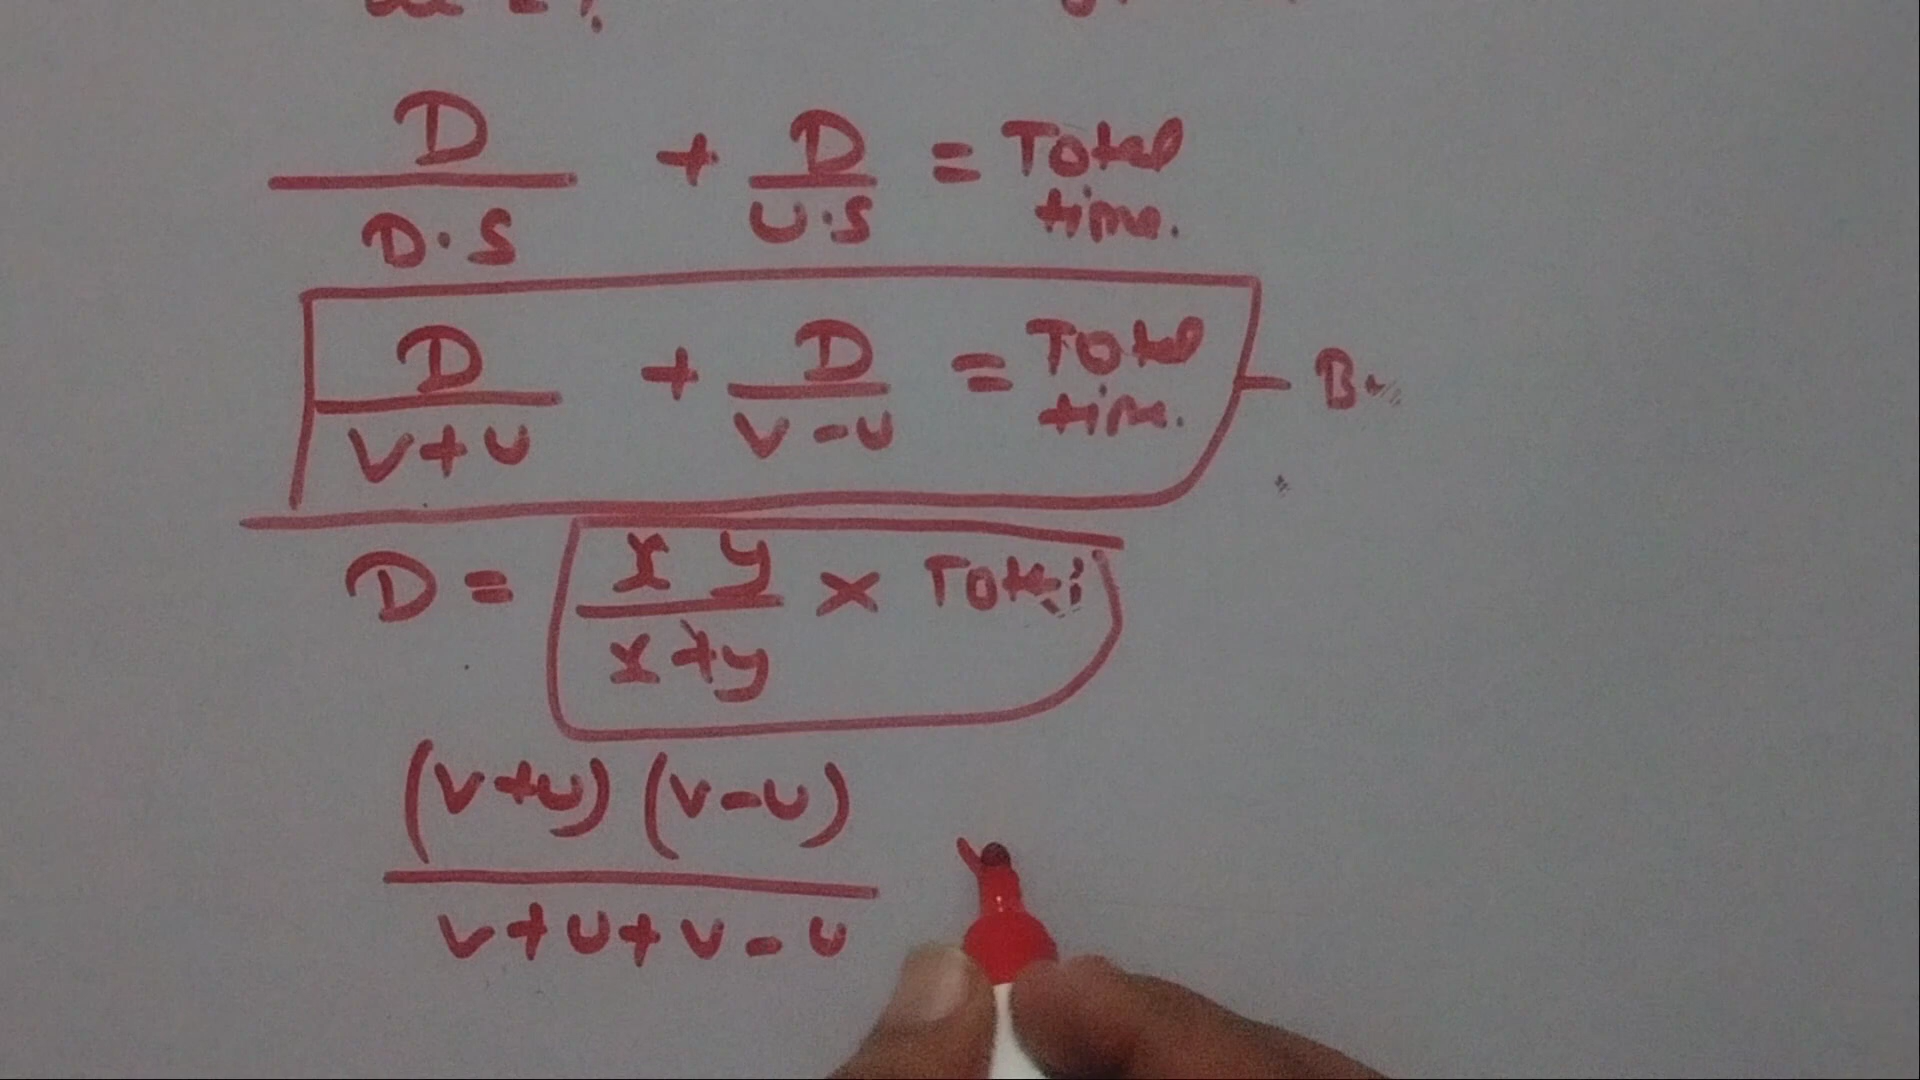 D/D.S + D/U.S = Total time.
D/V+U + D/V-U = Total time. B
D = xy/x+y × Total
(V+U) (V-U)/V+U+V-U